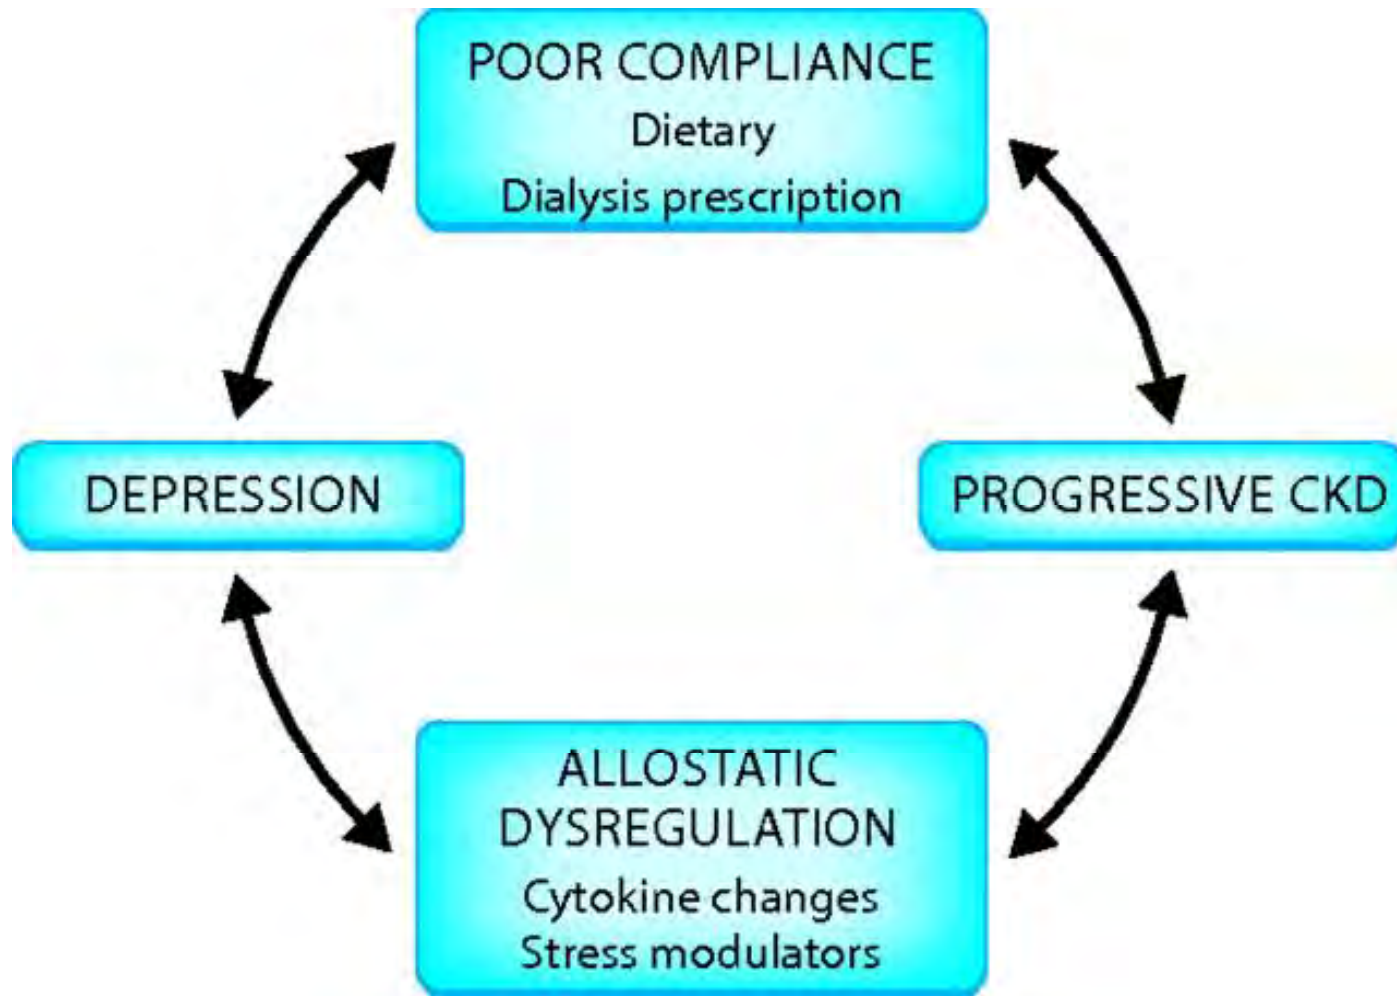 POOR COMPLIANCE
Dietary
Dialysis prescription
DEPRESSION
PROGRESSIVE CKD
ALLOSTATIC
DYSREGULATION
Cytokine changes
Stress modulators